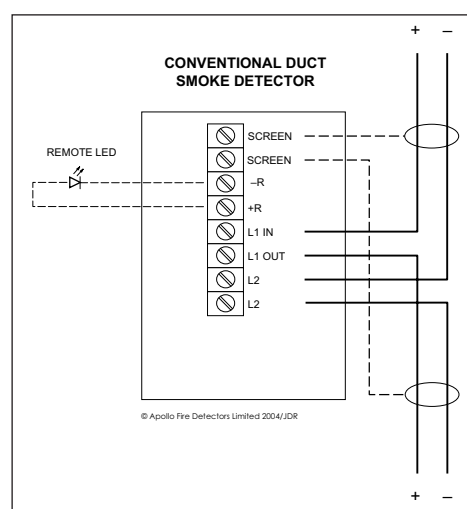 + –
CONVENTIONAL DUCT
SMOKE DETECTOR
SCREEN
REMOTE LED
SCREEN
–R
+R
L1 IN
L1 OUT
L2
L2
© Apollo Fire Detectors Limited 2004/JDR
+ –